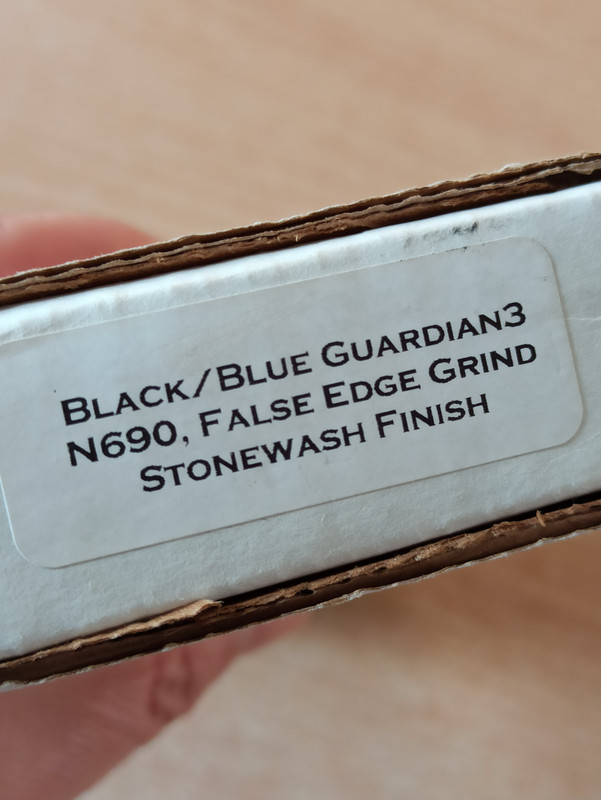 Black/Blue Guardian3
N690, False Edge Grind
Stonewash Finish